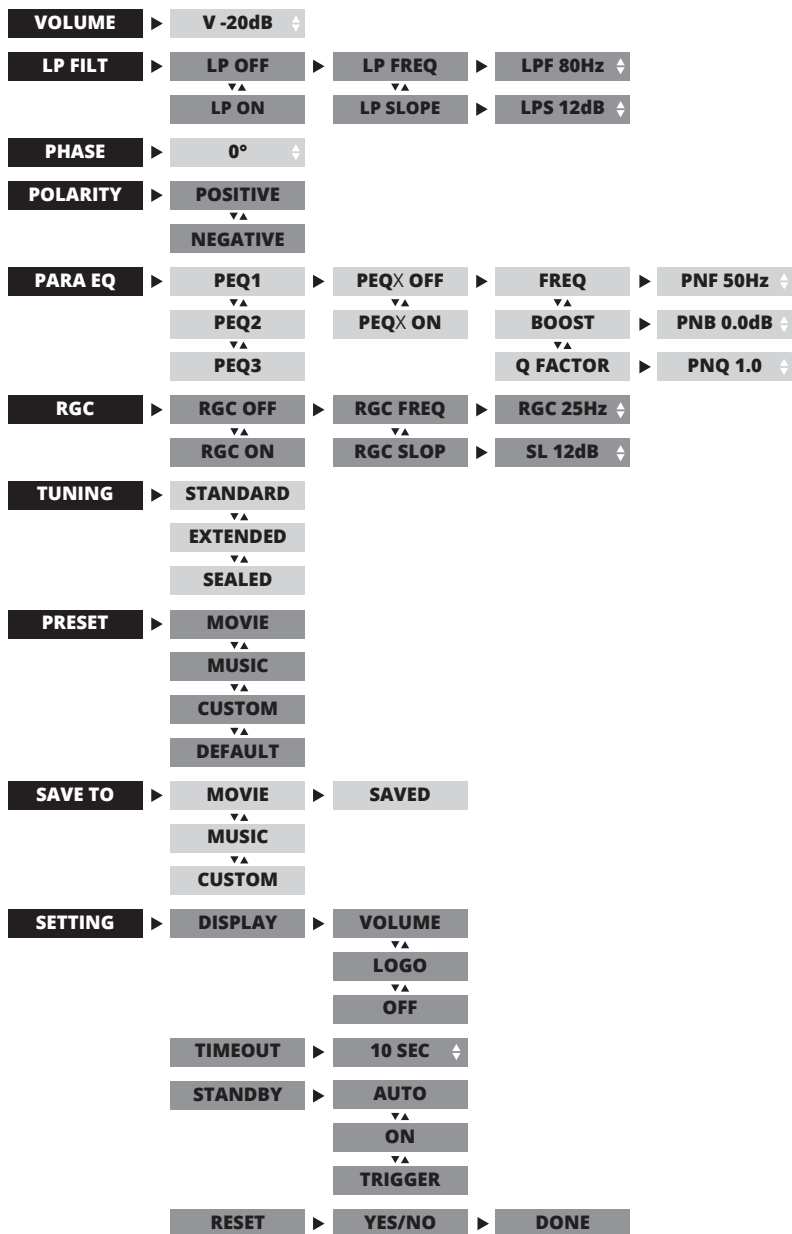 VOLUME V -20dB
LP FILT LP OFF LP FREQ LPF 80Hz
LP ON LP SLOPE LPS 12dB
PHASE 0°
POLARITY POSITIVE
NEGATIVE
PARA EQ PEQ1 PEQX OFF FREQ PNF 50Hz
PEQ2 PEQX ON BOOST PNB 0.0dB
PEQ3 Q FACTOR PNQ 1.0
RGC RGC OFF RGC FREQ RGC 25Hz
RGC ON RGC SLOP SL 12dB
TUNING STANDARD
EXTENDED
SEALED
PRESET MOVIE
MUSIC
CUSTOM
DEFAULT
SAVE TO MOVIE SAVED
MUSIC
CUSTOM
SETTING DISPLAY VOLUME
LOGO
OFF
TIMEOUT 10 SEC
STANDBY AUTO
ON
TRIGGER
RESET YES/NO DONE